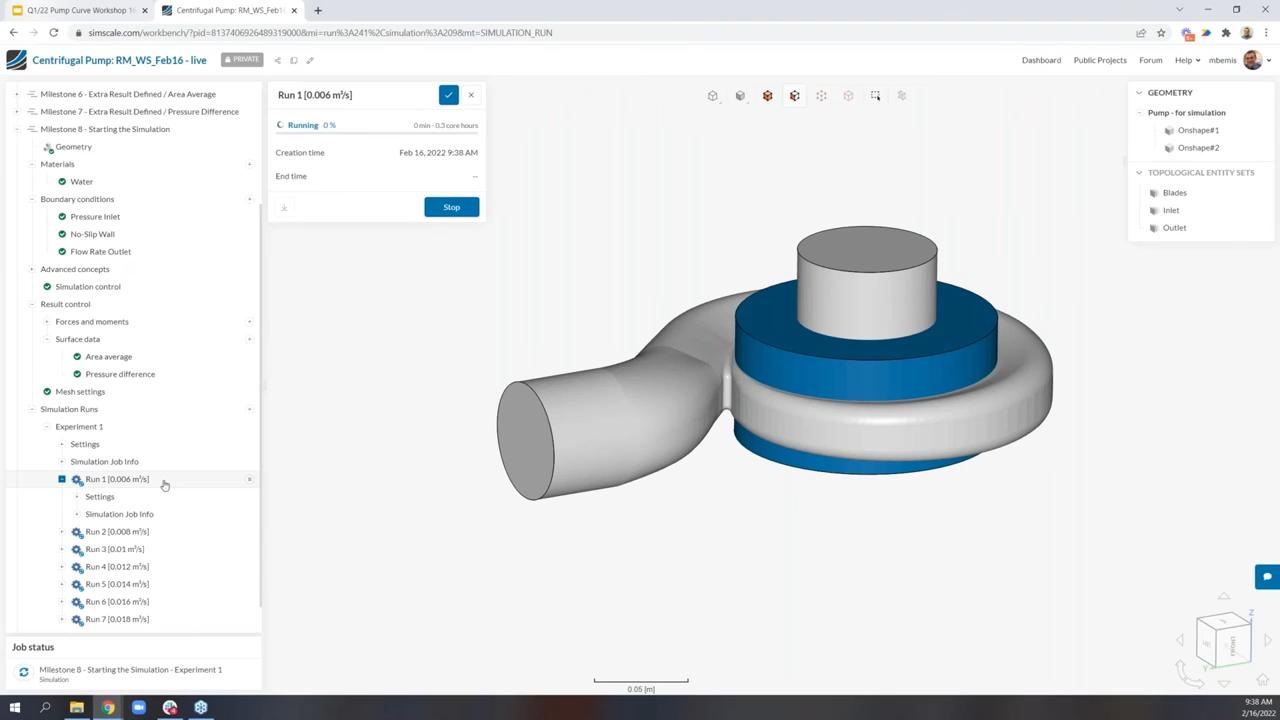 Q1/22 Pump Curve Workshop 16
Centrifugal Pump: RM_WS_Feb16
simscale.com/workbench/?pid=813740692648931900&mi=run%3A241%2Csimulation%3A209&mt=SIMULATION_RUN
Centrifugal Pump: RM_WS_Feb16 - live
PRIVATE
Dashboard
Public Projects
Forum
Help
mbemis
Milestone 6 - Extra Result Defined / Area Average
Milestone 7 - Extra Result Defined / Pressure Difference
Milestone 8 - Starting the Simulation
Geometry
Materials
Water
Boundary conditions
Pressure Inlet
No-Slip Wall
Flow Rate Outlet
Advanced concepts
Simulation control
Result control
Forces and moments
Surface data
Area average
Pressure difference
Mesh settings
Simulation Runs
Experiment 1
Settings
Simulation Job Info
Run 1 [0.006 m³/s]
Settings
Simulation Job Info
Run 2 [0.008 m³/s]
Run 3 [0.01 m³/s]
Run 4 [0.012 m³/s]
Run 5 [0.014 m³/s]
Run 6 [0.016 m³/s]
Run 7 [0.018 m³/s]
Job status
Milestone 8 - Starting the Simulation - Experiment 1
Simulation
Run 1 [0.006 m³/s]
Running 0 %
0 min - 0.3 core hours
Creation time
Feb 16, 2022 9:38 AM
End time
--
Stop
GEOMETRY
Pump - for simulation
Onshape#1
Onshape#2
TOPOLOGICAL ENTITY SETS
Blades
Inlet
Outlet
0.05 [m]
Z
Y
FRONT
9:38 AM
2/16/2022